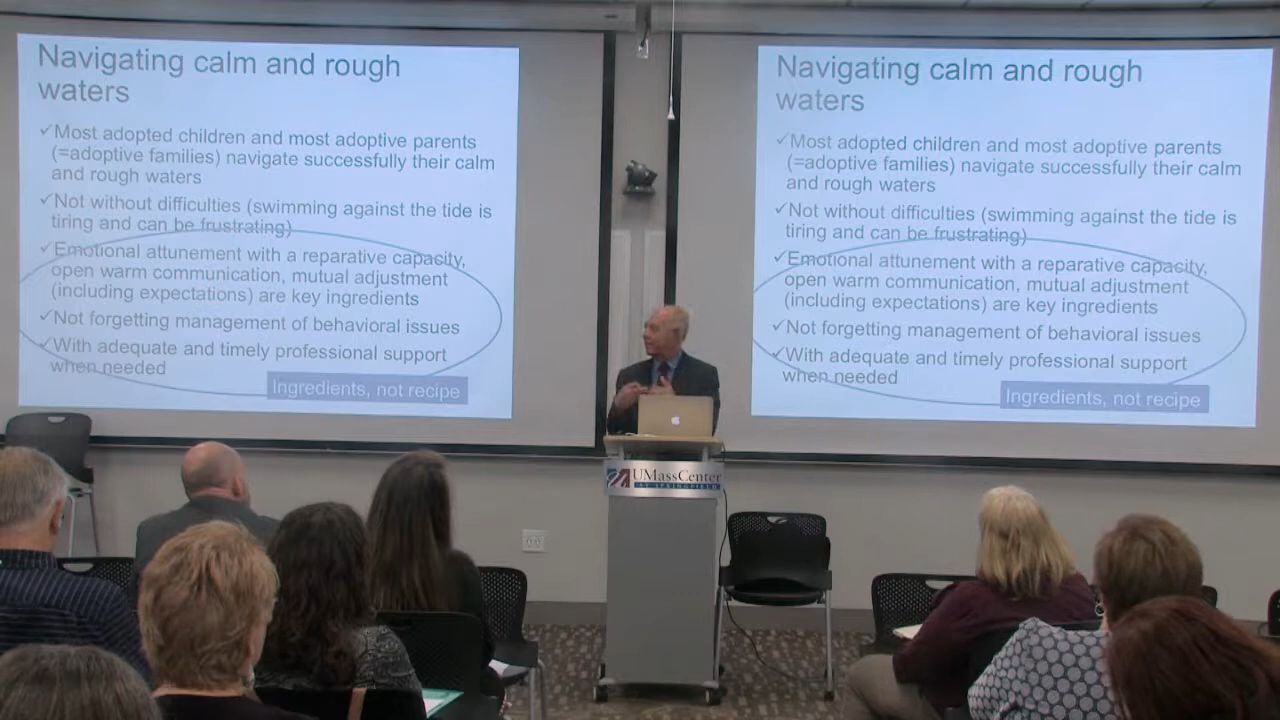 Navigating calm and rough
waters
✓Most adopted children and most adoptive parents
(=adoptive families) navigate successfully their calm
and rough waters
✓Not without difficulties (swimming against the tide is
tiring and can be frustrating)
✓Emotional attunement with a reparative capacity,
open warm communication, mutual adjustment
(including expectations) are key ingredients
✓Not forgetting management of behavioral issues
✓With adequate and timely professional support
when needed
Ingredients, not recipe
Navigating calm and rough
waters
✓Most adopted children and most adoptive parents
(=adoptive families) navigate successfully their calm
and rough waters
✓Not without difficulties (swimming against the tide is
tiring and can be frustrating)
✓Emotional attunement with a reparative capacity,
open warm communication, mutual adjustment
(including expectations) are key ingredients
✓Not forgetting management of behavioral issues
✓With adequate and timely professional support
when needed
Ingredients, not recipe
UMassCenter
AT SPRINGFIELD